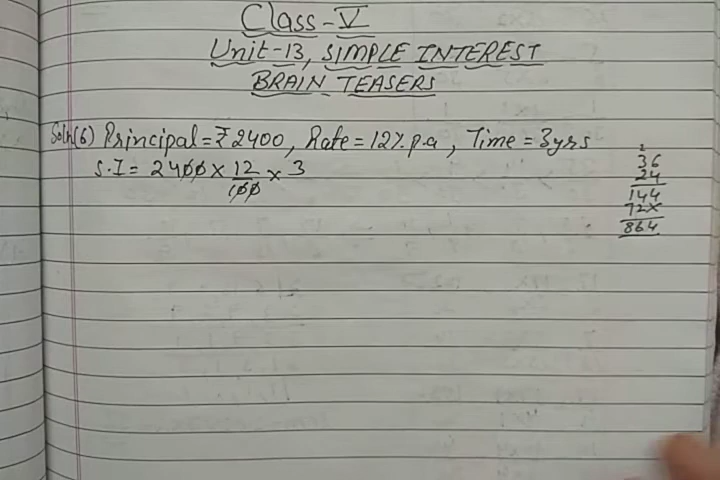 Class-V
Unit-13, SIMPLE INTEREST
BRAIN TEASERS
Soln(6) Principal = ₹2400, Rate = 12% p.a, Time = 3yrs
S.I = 2400 × 12/100 × 3
2
36
24
144
72×
864